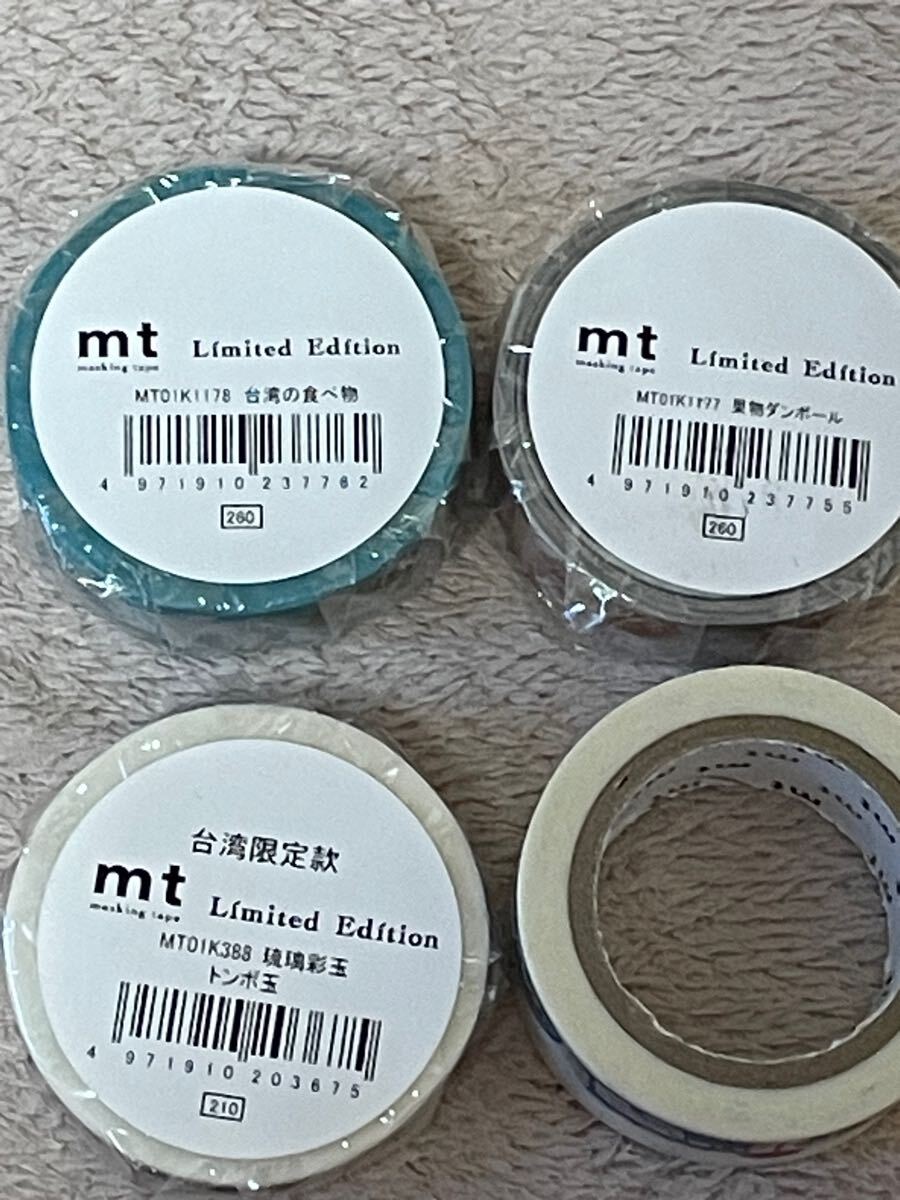 mt Limited Edition
masking tape
MT01K1178 台湾の食べ物
4 971910 237762
260
mt Limited Edition
masking tape
果物ダンボール
4 971910 237755
260
台湾限定款
mt Limited Edition
masking tape
MT01K388 琉璃彩玉
トンボ玉
4 971910 203675
210